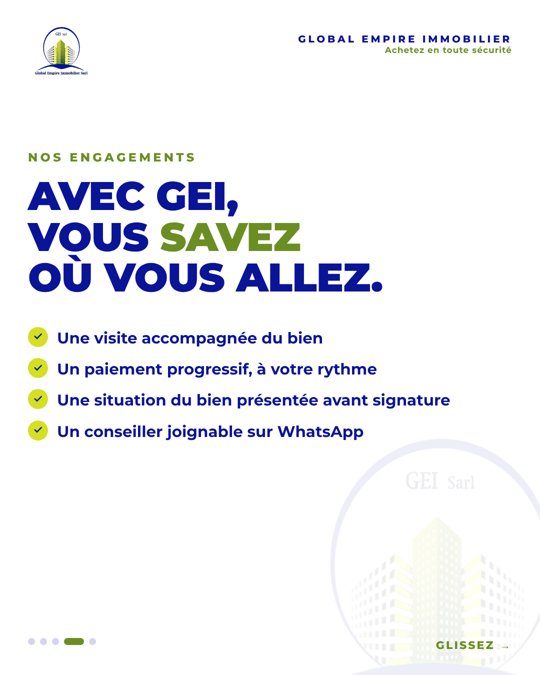 GEI Sarl
Global Empire Immobilier Sarl
GLOBAL EMPIRE IMMOBILIER
Achetez en toute sécurité
NOS ENGAGEMENTS
AVEC GEI,
VOUS SAVEZ
OÙ VOUS ALLEZ.
Une visite accompagnée du bien
Un paiement progressif, à votre rythme
Une situation du bien présentée avant signature
Un conseiller joignable sur WhatsApp
GEI Sarl
GLISSEZ →